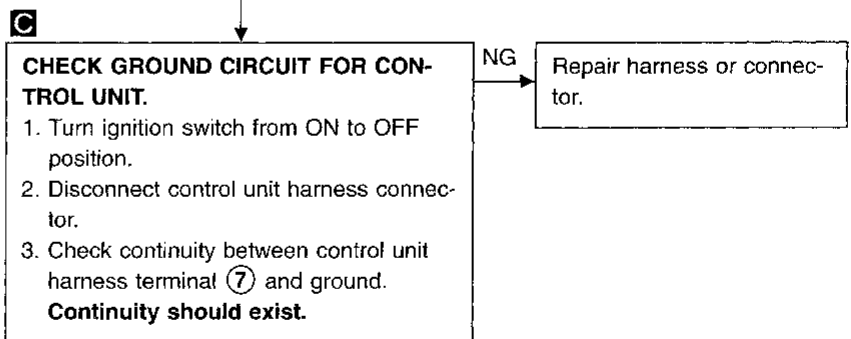 C
CHECK GROUND CIRCUIT FOR CON-
TROL UNIT.
1. Turn ignition switch from ON to OFF
position.
2. Disconnect control unit harness connec-
tor.
3. Check continuity between control unit
harness terminal ⑦ and ground.
Continuity should exist.
NG
Repair harness or connec-
tor.